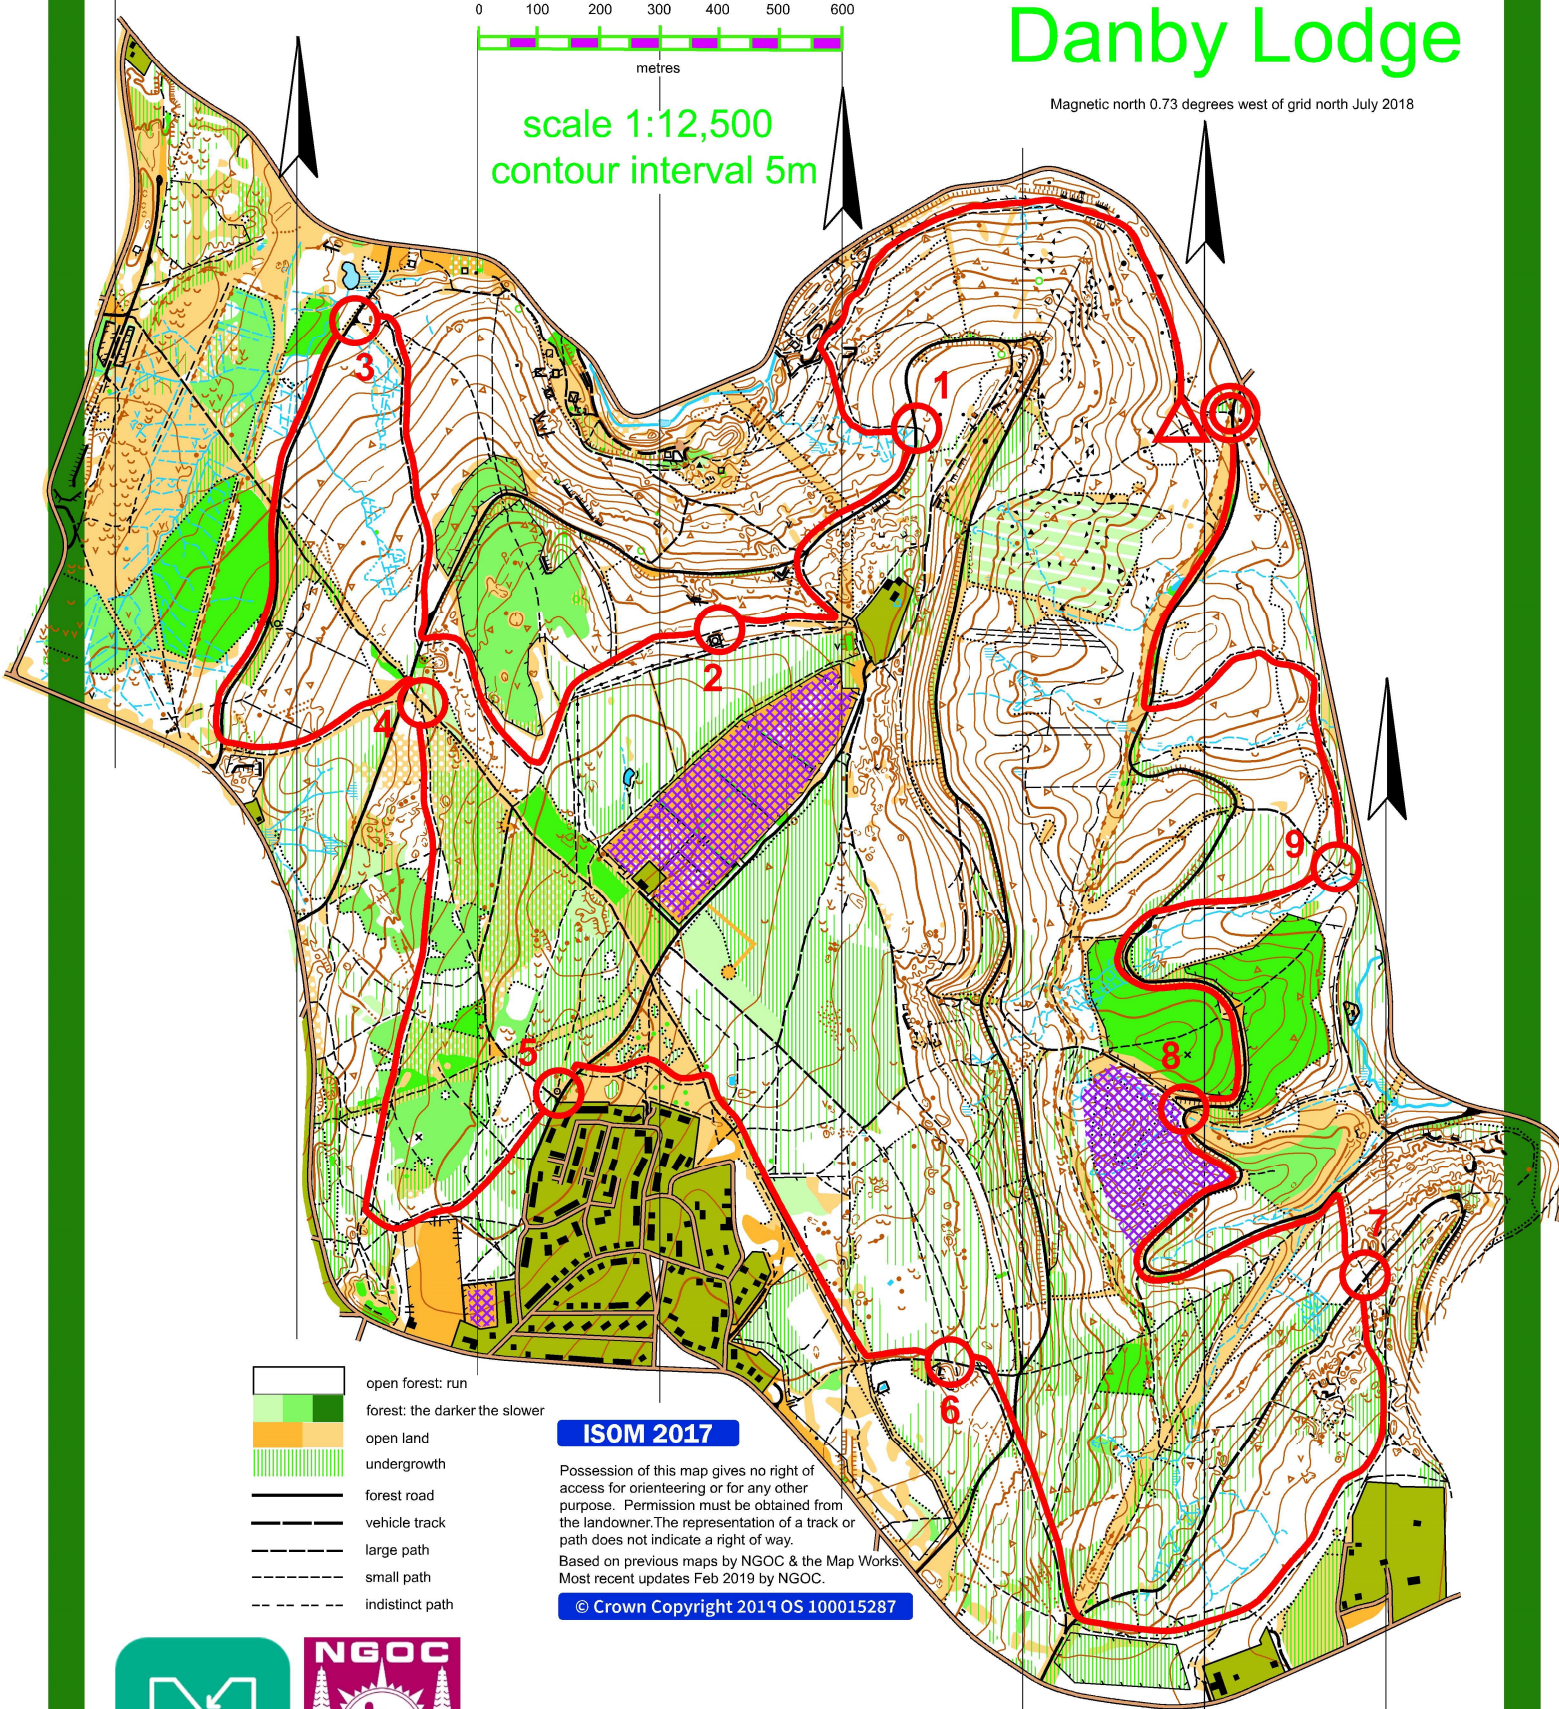 0 100 200 300 400 500 600
metres
Danby Lodge
Magnetic north 0.73 degrees west of grid north July 2018
scale 1:12,500
contour interval 5m
3
1
2
4
9
5
8
7
6
open forest: run
forest: the darker the slower
open land
undergrowth
forest road
vehicle track
large path
small path
indistinct path
ISOM 2017
Possession of this map gives no right of
access for orienteering or for any other
purpose. Permission must be obtained from
the landowner.The representation of a track or
path does not indicate a right of way.
Based on previous maps by NGOC & the Map Works.
Most recent updates Feb 2019 by NGOC.
© Crown Copyright 2019 OS 100015287
NGOC